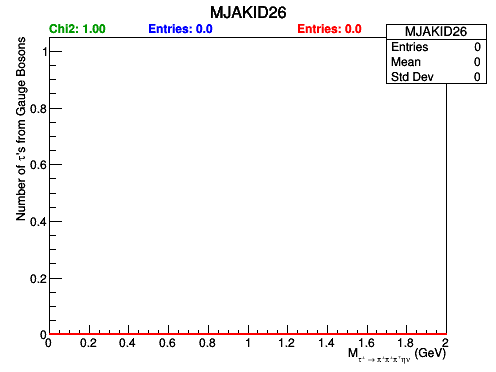 MJAKID26
Chi2: 1.00 Entries: 0.0 Entries: 0.0
MJAKID26
Entries 0
Mean 0
Std Dev 0
Number of τ's from Gauge Bosons
1
0.8
0.6
0.4
0.2
0
0 0.2 0.4 0.6 0.8 1 1.2 1.4 1.6 1.8 2
(GeV)